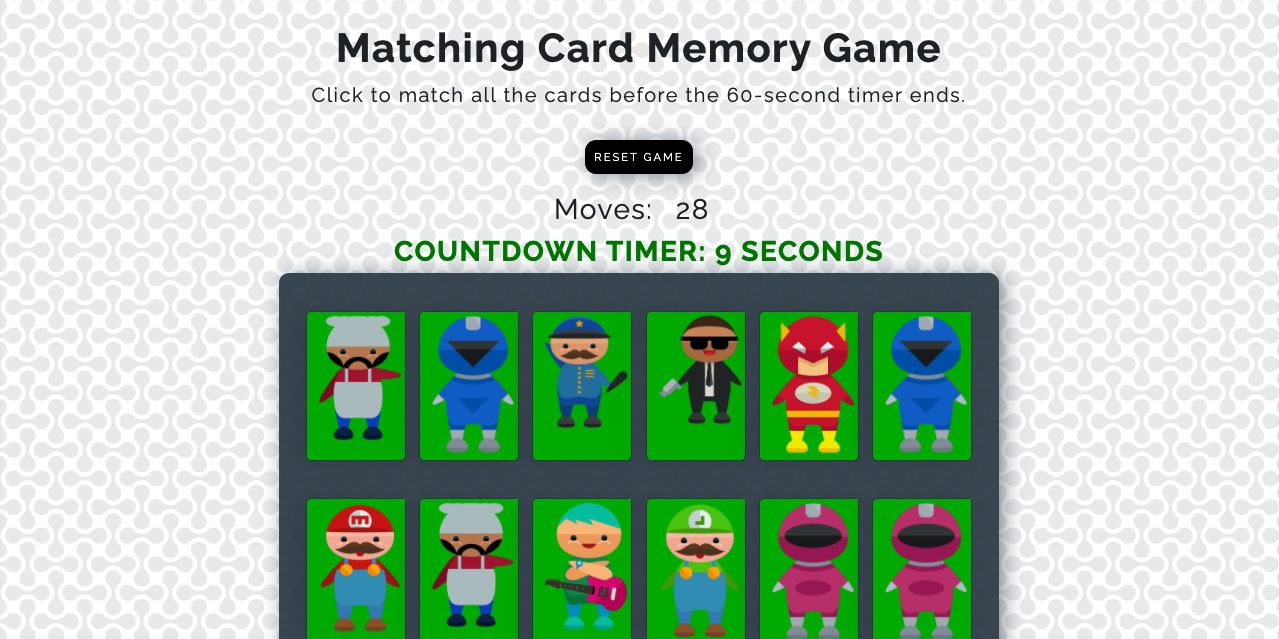 Matching Card Memory Game
Click to match all the cards before the 60-second timer ends.
RESET GAME
Moves: 28
COUNTDOWN TIMER: 9 SECONDS